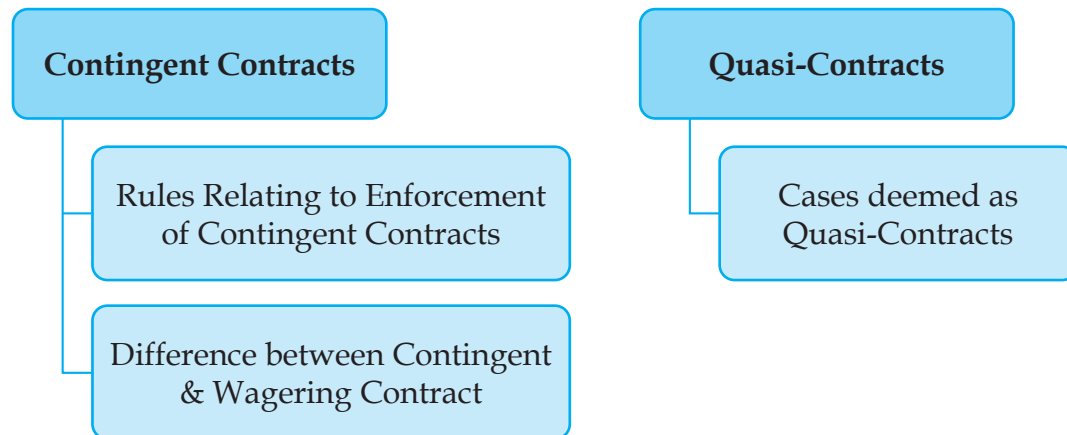 Contingent Contracts
Rules Relating to Enforcement
of Contingent Contracts
Difference between Contingent
& Wagering Contract
Quasi-Contracts
Cases deemed as
Quasi-Contracts